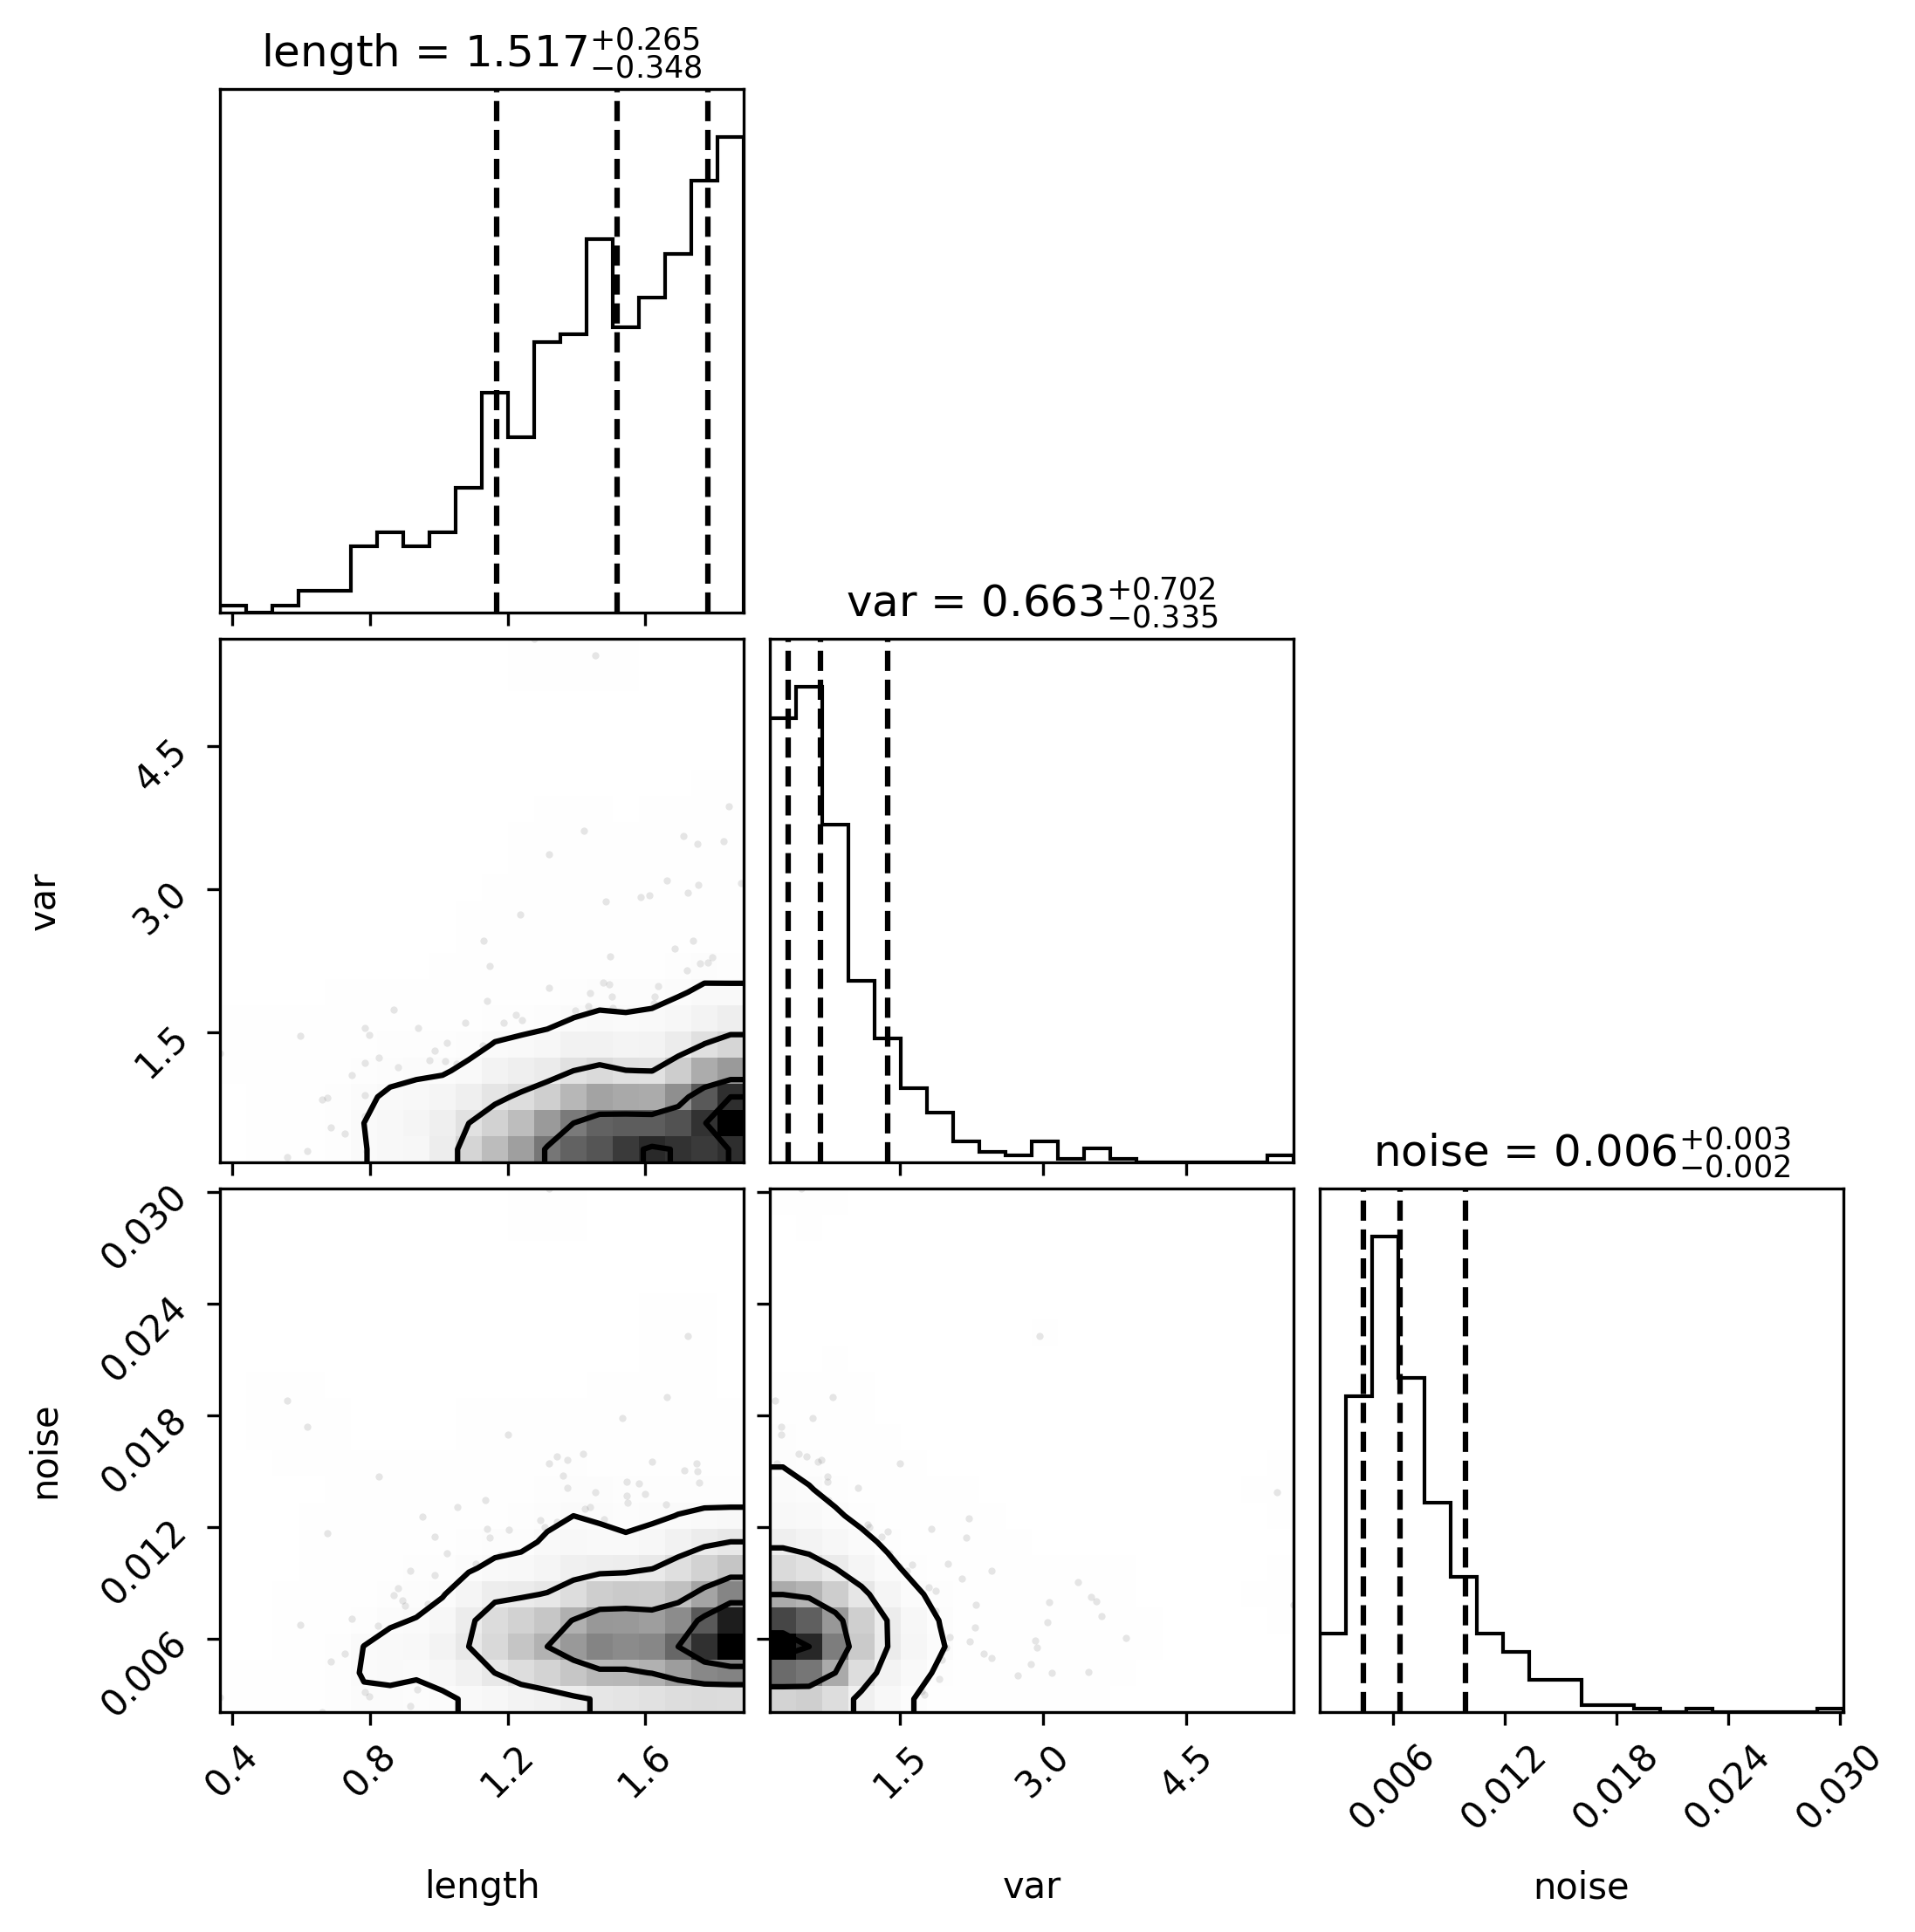 length = 1.517 +0.265 −0.348
var = 0.663 +0.702 −0.335
4.5
3.0
1.5
var
noise = 0.006 +0.003 −0.002
0.030
0.024
0.018
0.012
0.006
noise
0.4 0.8 1.2 1.6 1.5 3.0 4.5 0.006 0.012 0.018 0.024 0.030
length var noise